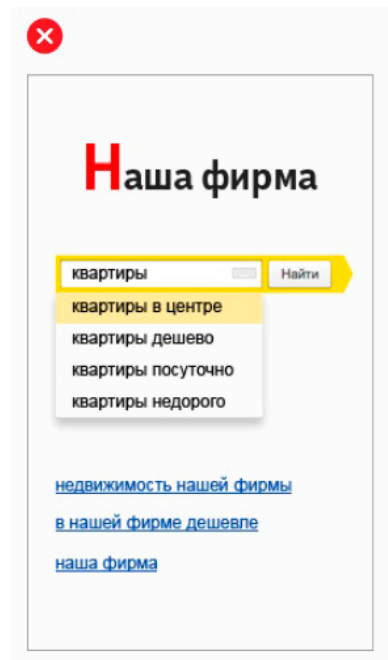 Наша фирма
квартиры Найти
квартиры в центре
квартиры дешево
квартиры посуточно
квартиры недорого
недвижимость нашей фирмы
в нашей фирме дешевле
наша фирма